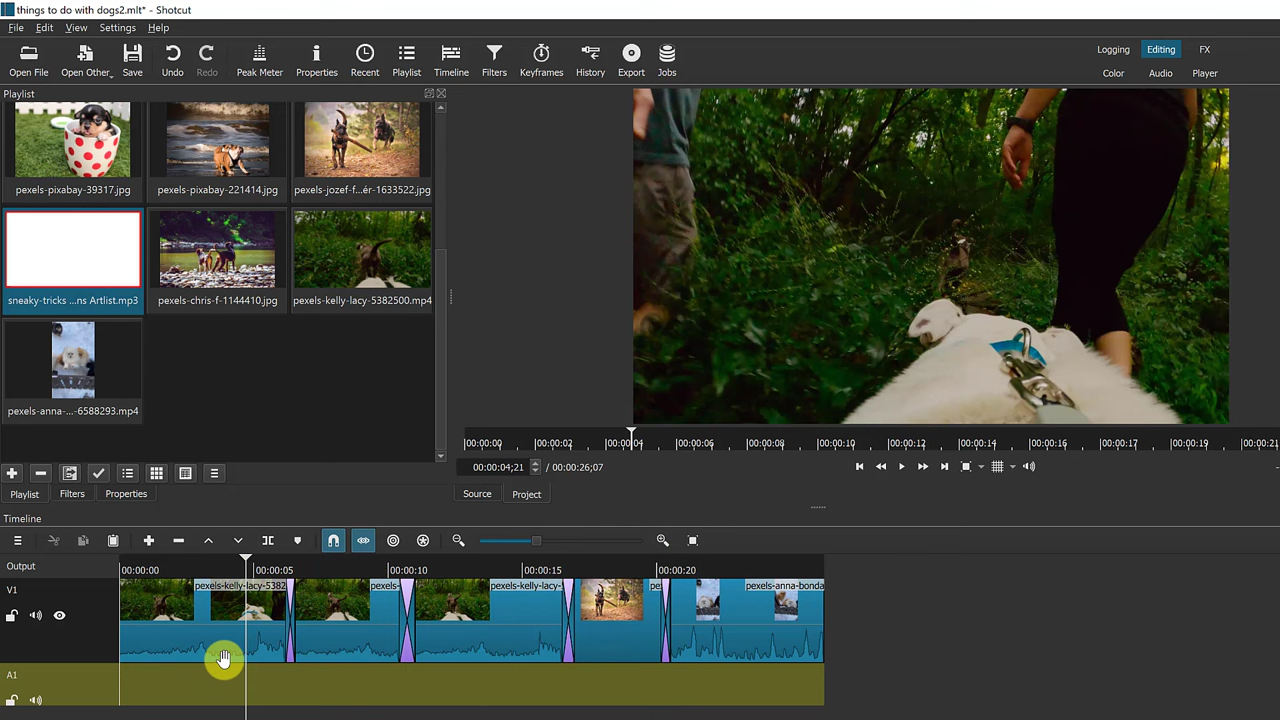 things to do with dogs2.mlt* - Shotcut
File Edit View Settings Help
Open File Open Other Save Undo Redo Peak Meter Properties Recent Playlist Timeline Filters Keyframes History Export Jobs
Logging Editing FX
Color Audio Player
Playlist
pexels-pixabay-39317.jpg pexels-pixabay-221414.jpg pexels-jozef-f...ér-1633522.jpg
sneaky-tricks ...ns Artlist.mp3 pexels-chris-f-1144410.jpg pexels-kelly-lacy-5382500.mp4
pexels-anna-...-6588293.mp4
00:00:00 00:00:02 00:00:04 00:00:06 00:00:08 00:00:10 00:00:12 00:00:14 00:00:16 00:00:17 00:00:19 00:00:21
00:00:04;21 / 00:00:26;07
Playlist Filters Properties
Source Project
Timeline
Output 00:00:00 00:00:05 00:00:10 00:00:15 00:00:20
V1 pexels-kelly-lacy-5382 pexels- pexels-kelly-lacy- pe pexels-anna-bonda
A1